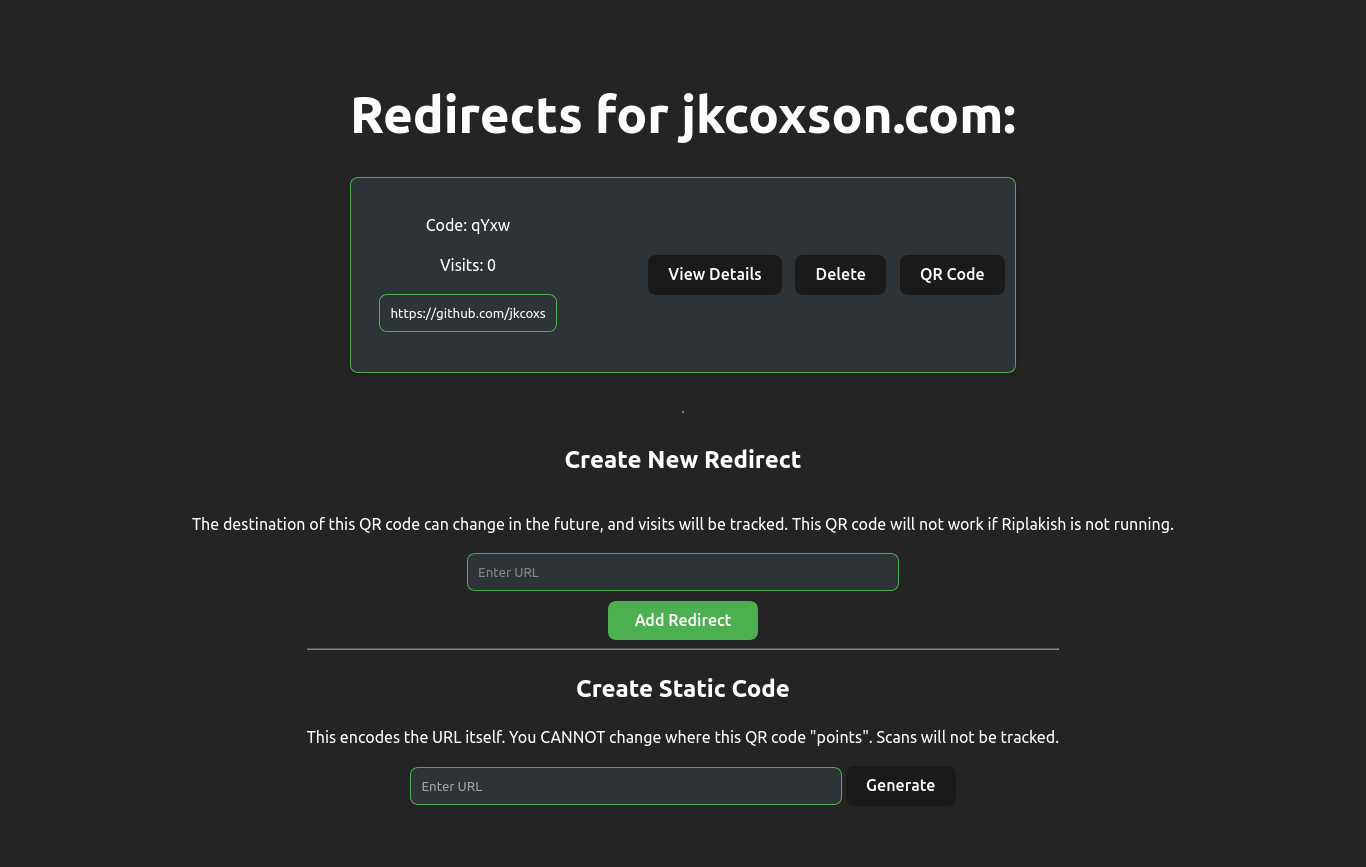 Redirects for jkcoxson.com:
Code: qYxw
Visits: 0
https://github.com/jkcoxs
View Details
Delete
QR Code
Create New Redirect
The destination of this QR code can change in the future, and visits will be tracked. This QR code will not work if Riplakish is not running.
Enter URL
Add Redirect
Create Static Code
This encodes the URL itself. You CANNOT change where this QR code "points". Scans will not be tracked.
Enter URL
Generate